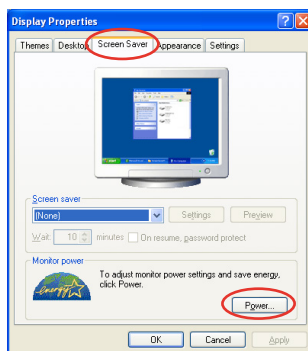 Display Properties
Themes Desktop Screen Saver Appearance Settings
Screen saver
(None) Settings Preview
Wait: 10 minutes On resume, password protect
Monitor power
To adjust monitor power settings and save energy,
click Power.
Power...
OK Cancel Apply